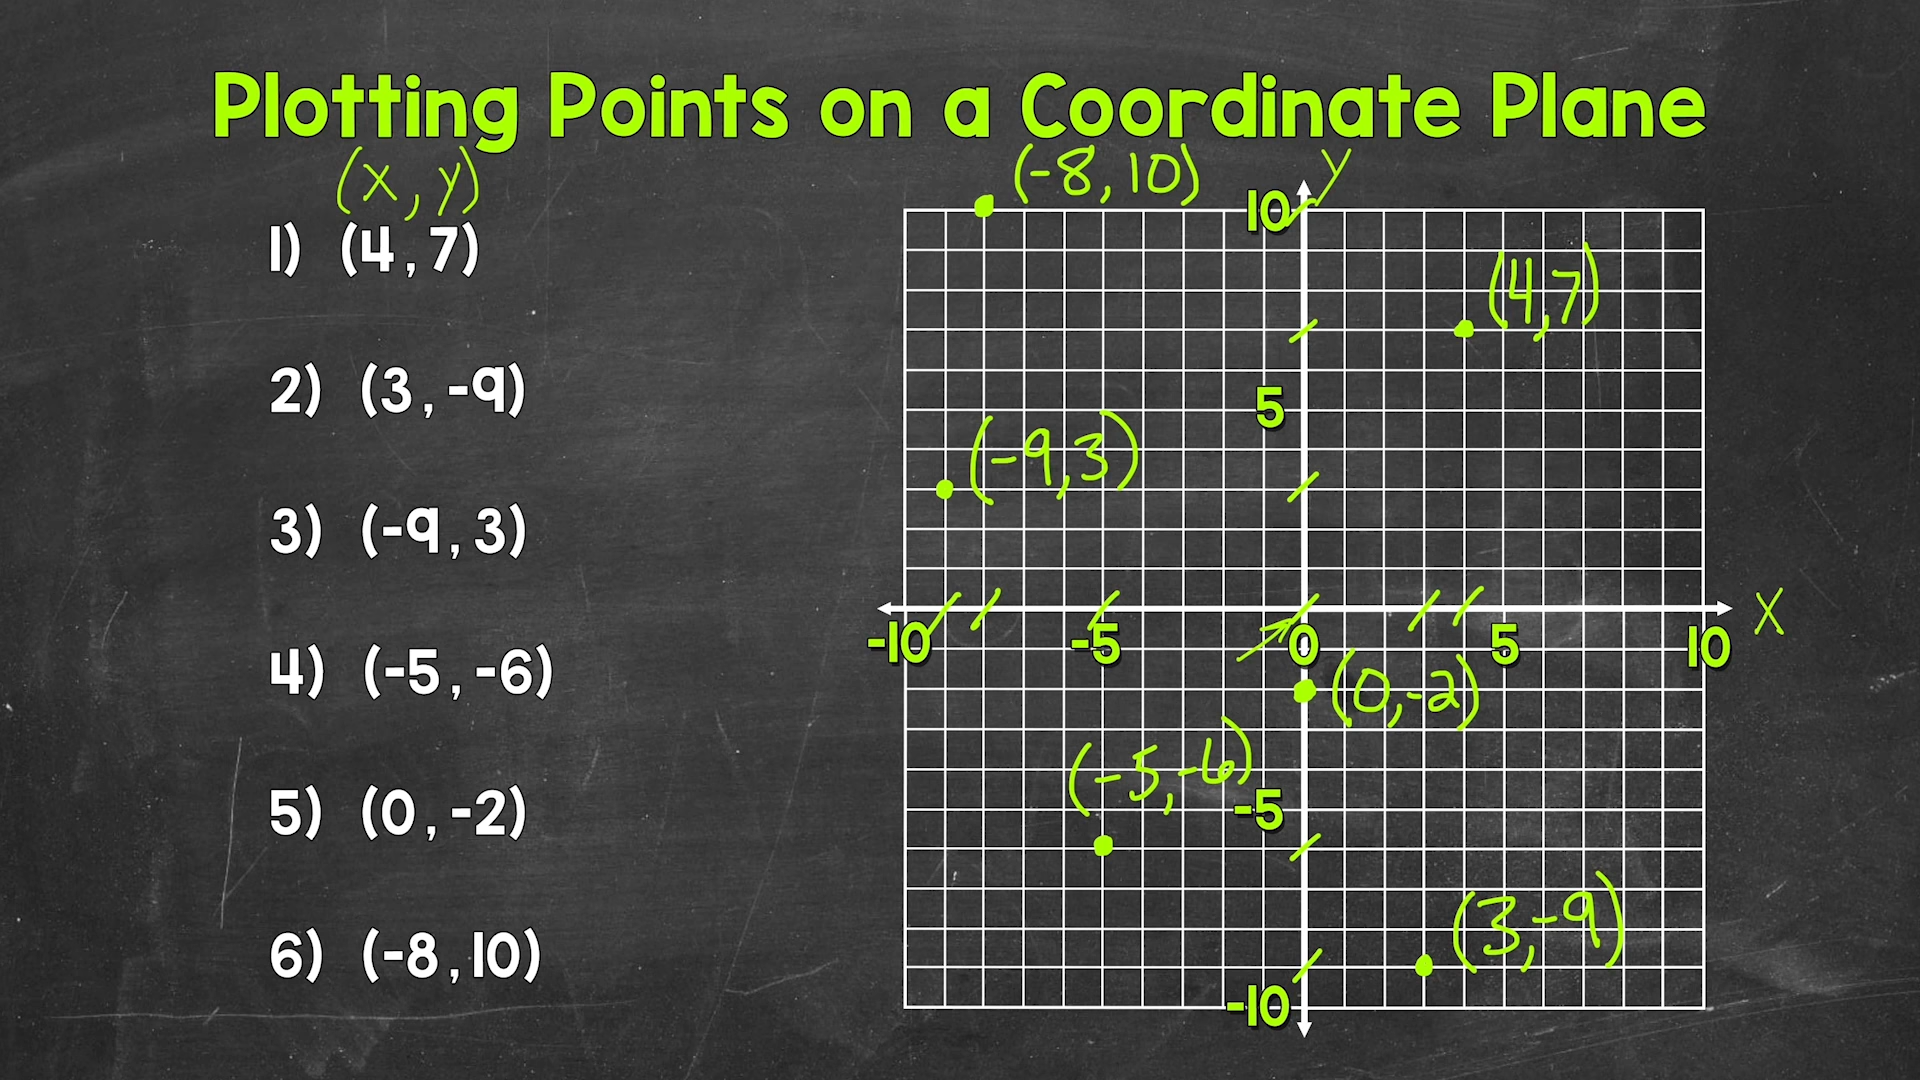 Plotting Points on a Coordinate Plane
(x, y)
1) (4, 7)
2) (3, -9)
3) (-9, 3)
4) (-5, -6)
5) (0, -2)
6) (-8, 10)
(-8, 10)
y
10
(4, 7)
5
(-9, 3)
x
-10
-5
0
5
10
(0, -2)
(-5, -6)
-5
(3, -9)
-10